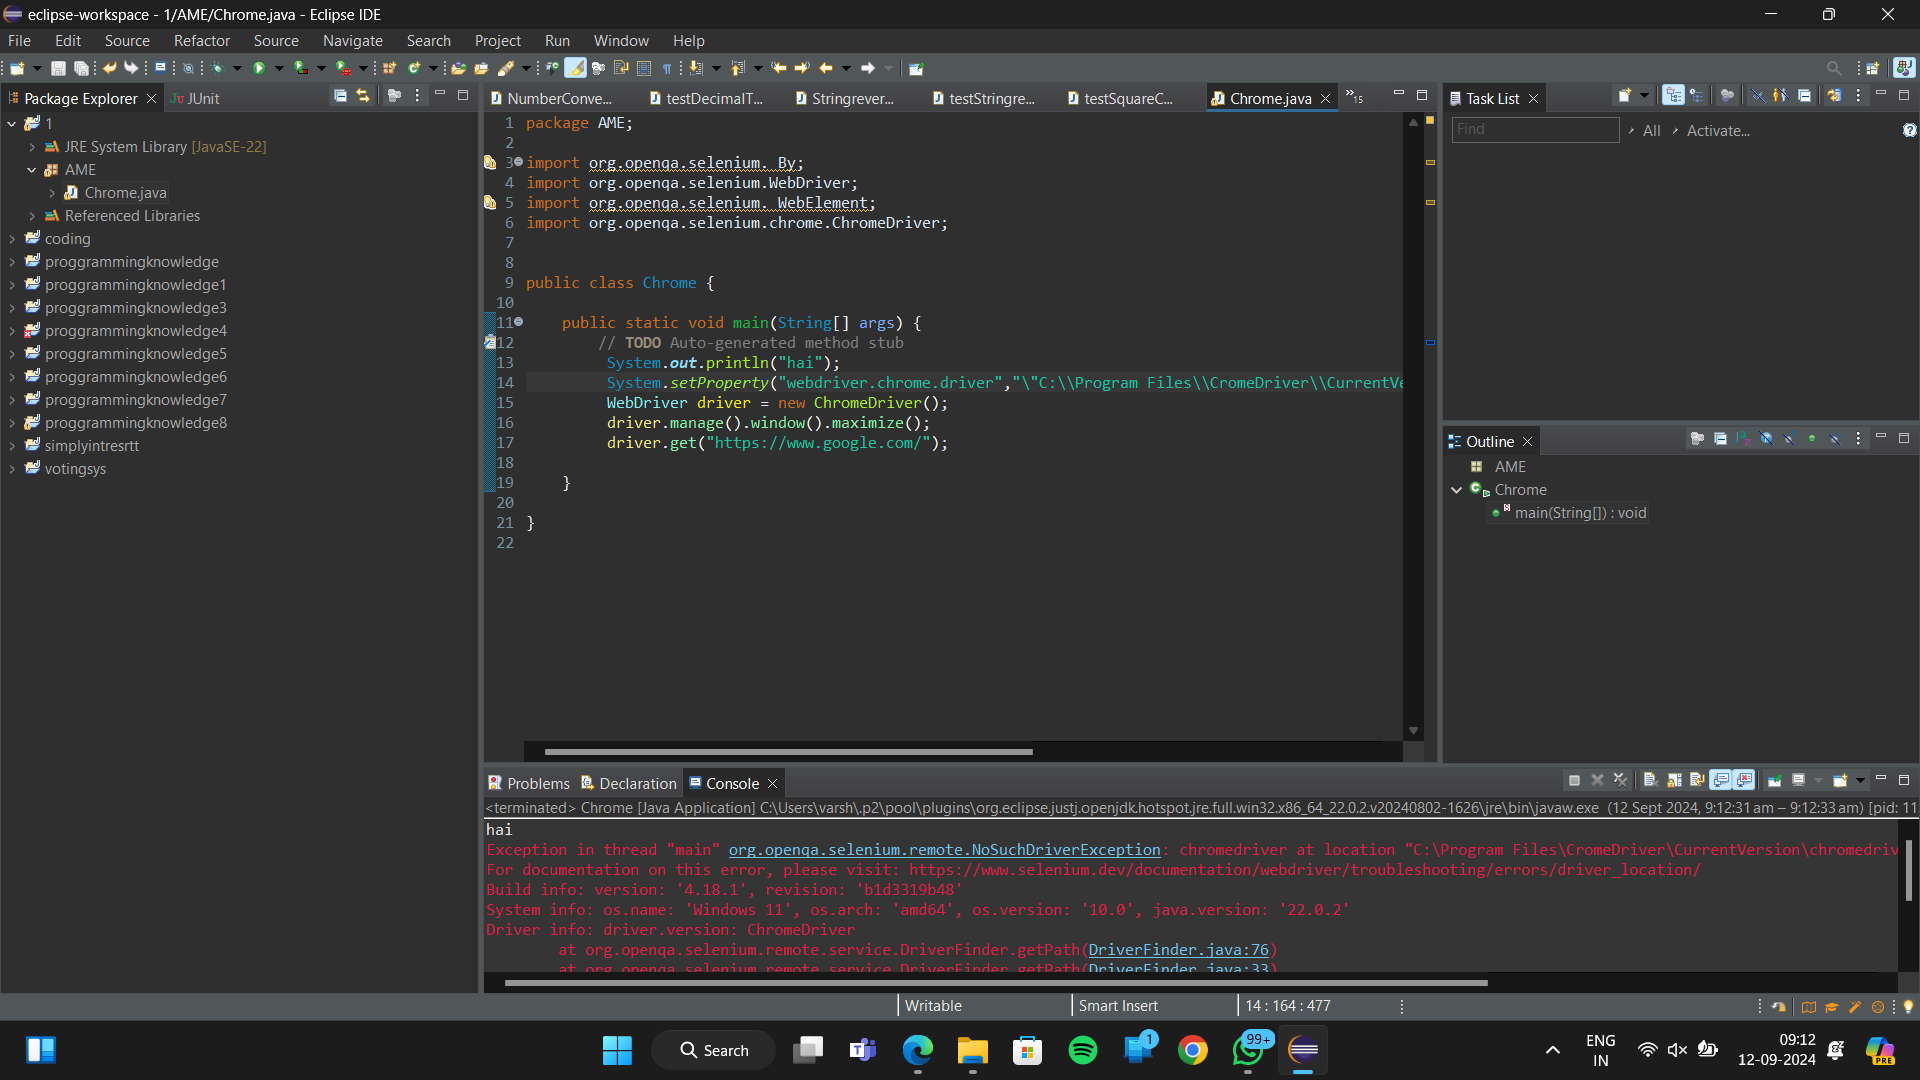 eclipse-workspace - 1/AME/Chrome.java - Eclipse IDE
File Edit Source Refactor Source Navigate Search Project Run Window Help
Package Explorer
JUnit
1
JRE System Library [JavaSE-22]
AME
Chrome.java
Referenced Libraries
coding
proggrammingknowledge
proggrammingknowledge1
proggrammingknowledge3
proggrammingknowledge4
proggrammingknowledge5
proggrammingknowledge6
proggrammingknowledge7
proggrammingknowledge8
simplyintresrtt
votingsys
NumberConve... testDecimalT... Stringrever... testStringre... testSquareC... Chrome.java »15
1 package AME;
2
3 import org.openqa.selenium. By;
4 import org.openqa.selenium.WebDriver;
5 import org.openqa.selenium. WebElement;
6 import org.openqa.selenium.chrome.ChromeDriver;
7
8
9 public class Chrome {
10
11 public static void main(String[] args) {
12 // TODO Auto-generated method stub
13 System.out.println("hai");
14 System.setProperty("webdriver.chrome.driver","\"C:\\Program Files\\CromeDriver\\CurrentVe
15 WebDriver driver = new ChromeDriver();
16 driver.manage().window().maximize();
17 driver.get("https://www.google.com/");
18
19 }
20
21 }
22
Task List
Find
All
Activate...
Outline
AME
Chrome
main(String[]) : void
Problems Declaration Console
<terminated> Chrome [Java Application] C:\Users\varsh\.p2\pool\plugins\org.eclipse.justj.openjdk.hotspot.jre.full.win32.x86_64_22.0.2.v20240802-1626\jre\bin\javaw.exe (12 Sept 2024, 9:12:31 am – 9:12:33 am) [pid: 11
hai
Exception in thread "main" org.openqa.selenium.remote.NoSuchDriverException: chromedriver at location "C:\Program Files\CromeDriver\CurrentVersion\chromedriv
For documentation on this error, please visit: https://www.selenium.dev/documentation/webdriver/troubleshooting/errors/driver_location/
Build info: version: '4.18.1', revision: 'b1d3319b48'
System info: os.name: 'Windows 11', os.arch: 'amd64', os.version: '10.0', java.version: '22.0.2'
Driver info: driver.version: ChromeDriver
at org.openqa.selenium.remote.service.DriverFinder.getPath(DriverFinder.java:76)
at org.openqa.selenium.remote.service.DriverFinder.getPath(DriverFinder.java:33)
Writable
Smart Insert
14 : 164 : 477
Search
1
99+
ENG
IN
09:12
12-09-2024
PRE